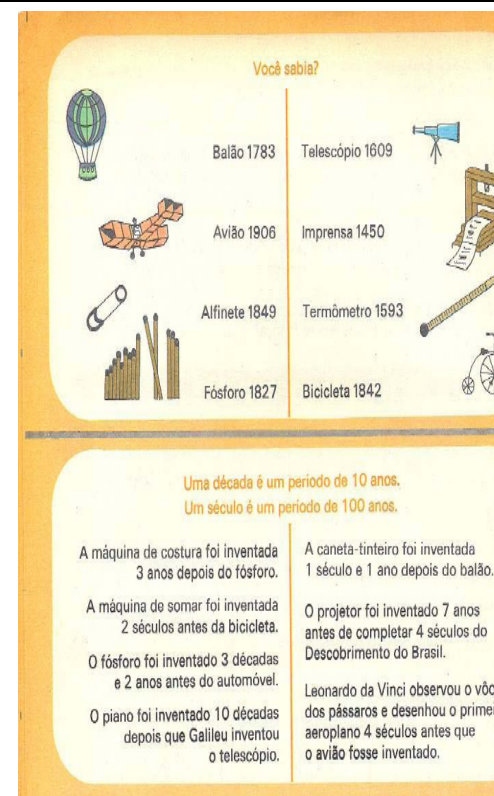 Você sabia?
Balão 1783
Avião 1906
Alfinete 1849
Fósforo 1827
Telescópio 1609
Imprensa 1450
Termômetro 1593
Bicicleta 1842
Uma década é um período de 10 anos.
Um século é um período de 100 anos.
A máquina de costura foi inventada
3 anos depois do fósforo.
A máquina de somar foi inventada
2 séculos antes da bicicleta.
O fósforo foi inventado 3 décadas
e 2 anos antes do automóvel.
O piano foi inventado 10 décadas
depois que Galileu inventou
o telescópio.
A caneta-tinteiro foi inventada
1 século e 1 ano depois do balão.
O projetor foi inventado 7 anos
antes de completar 4 séculos do
Descobrimento do Brasil.
Leonardo da Vinci observou o
dos pássaros e desenhou o
aeroplano 4 séculos antes que
o avião fosse inventado.